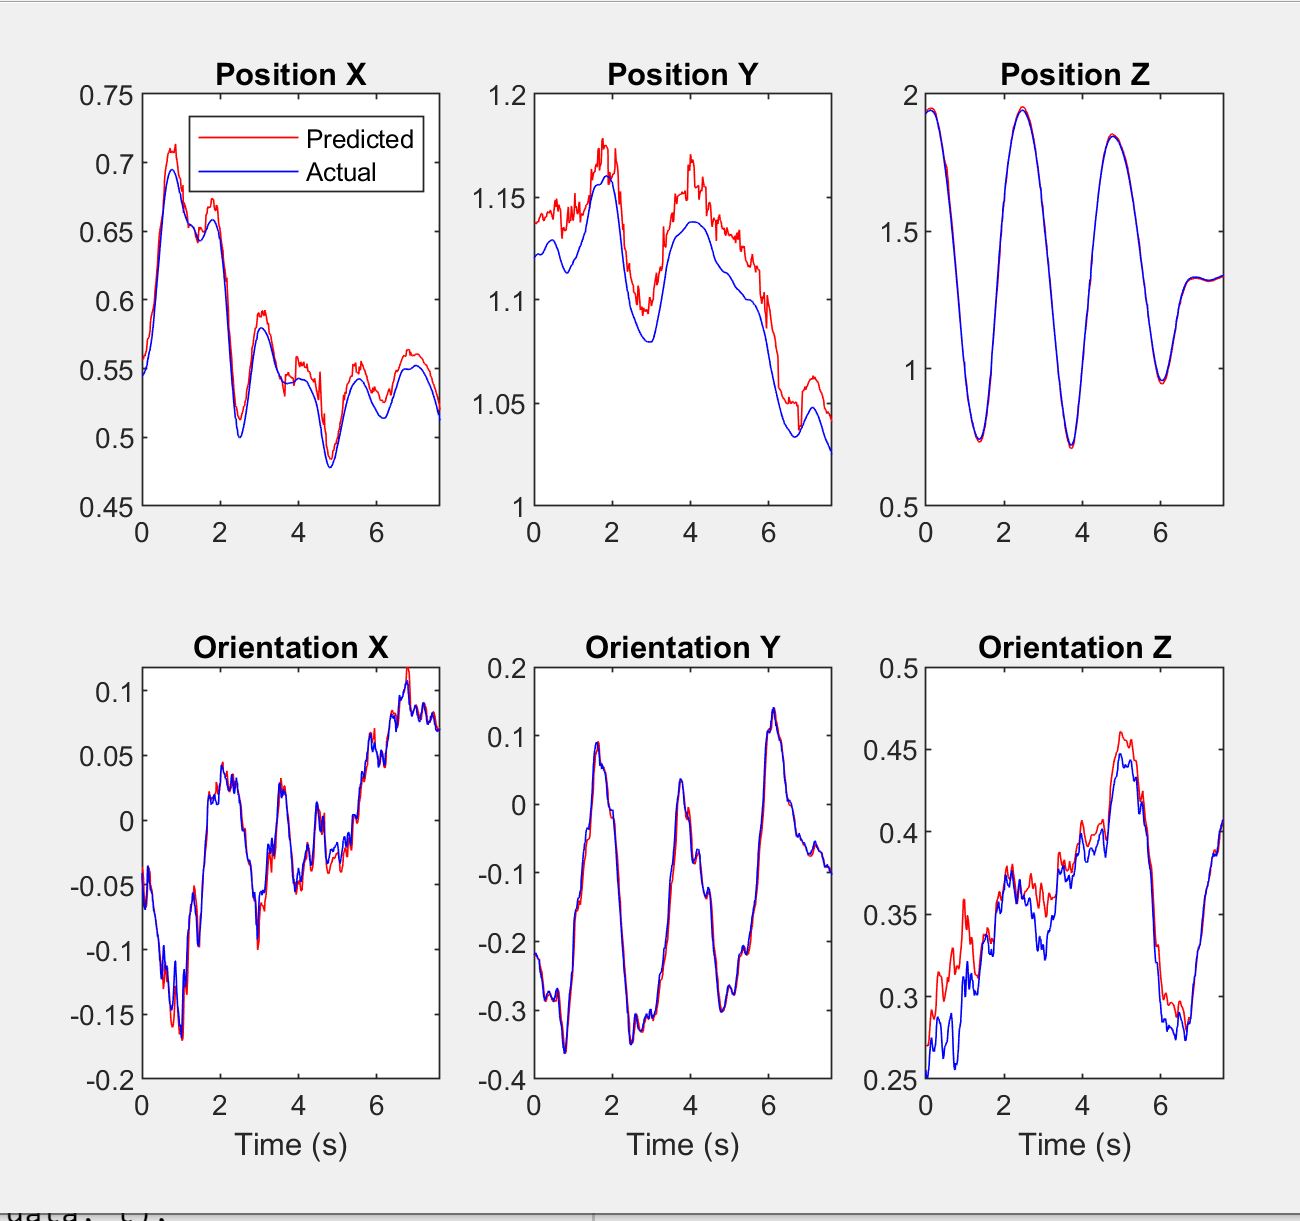 Position X
Position Y
Position Z
0.75
0.7
0.65
0.6
0.55
0.5
0.45
Predicted
Actual
0 2 4 6
1.2
1.15
1.1
1.05
1
0 2 4 6
2
1.5
1
0.5
0 2 4 6
Orientation X
Orientation Y
Orientation Z
0.1
0.05
0
-0.05
-0.1
-0.15
-0.2
0 2 4 6
Time (s)
0.2
0.1
0
-0.1
-0.2
-0.3
-0.4
0 2 4 6
Time (s)
0.5
0.45
0.4
0.35
0.3
0.25
0 2 4 6
Time (s)